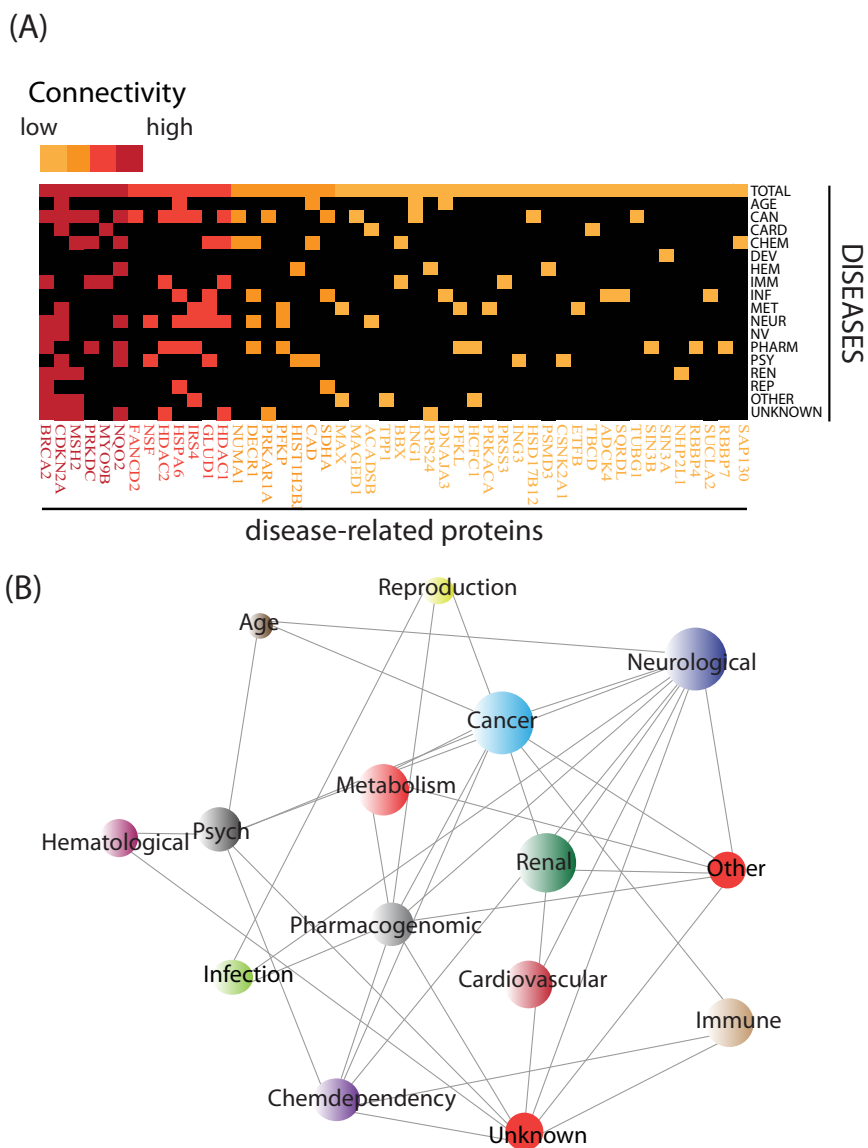 (A)
Connectivity
low high
TOTAL
AGE
CAN
CARD
CHEM
DEV
HEM
IMM
INF
MET
NEUR
NV
PHARM
PSY
REN
REP
OTHER
UNKNOWN
DISEASES
BRCA2
CDKN2A
MSH2
PRKDC
MYO9B
NQO2
FANCD2
NSF
HDAC2
HSPA6
IRS4
GLUD1
HDAC1
NUMA1
DECR1
PRKAR1A
PFKP
HIST1H2B
CAD
SDHA
MAX
MAGED1
ACADSB
TPP1
BBX
ING1
RPS24
DNAJA3
PFKL
HCFC1
PRKACA
PRSS3
ING3
HSD17B12
PSMD3
CSNK2A1
ETFB
TBCD
ADCK4
SQRDL
TUBG1
SIN3B
SIN3A
NHP2L1
RBBP4
SUCLA2
RBBP7
SAP130
disease-related proteins
(B)
Reproduction
Age
Neurological
Cancer
Metabolism
Hematological
Psych
Renal
Other
Pharmacogenomic
Infection
Cardiovascular
Immune
Chemdependency
Unknown